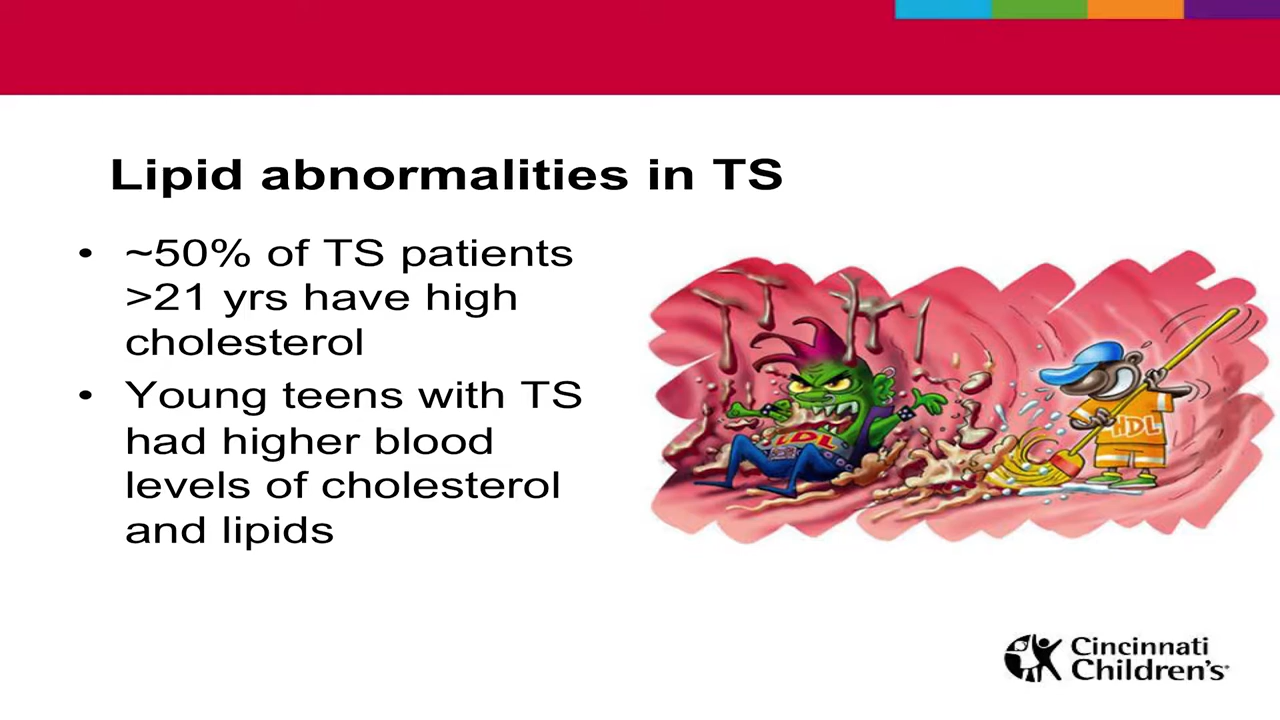 Lipid abnormalities in TS
• ~50% of TS patients
>21 yrs have high
cholesterol
• Young teens with TS
had higher blood
levels of cholesterol
and lipids
LDL
HDL
Cincinnati
Children's